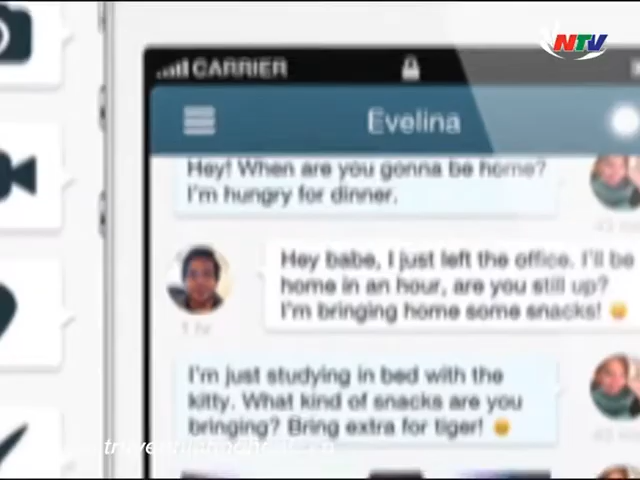 NTV
CARRIER
Evelina
Hey! When are you gonna be home?
I'm hungry for dinner.
Hey babe, I just left the office. I'll be
home in an hour, are you still up?
I'm bringing home some snacks!
1 hr
I'm just studying in bed with the
kitty. What kind of snacks are you
bringing? Bring extra for tiger!